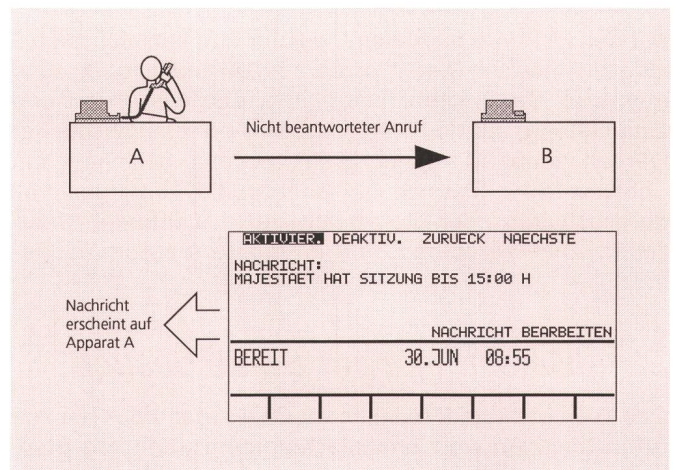 Nicht beantworteter Anruf
A
B
AKTIVIER. DEAKTIV. ZURUECK NAECHSTE
NACHRICHT:
MAJESTAET HAT SITZUNG BIS 15:00 H
Nachricht
erscheint auf
Apparat A
NACHRICHT BEARBEITEN
BEREIT 30.JUN 08:55